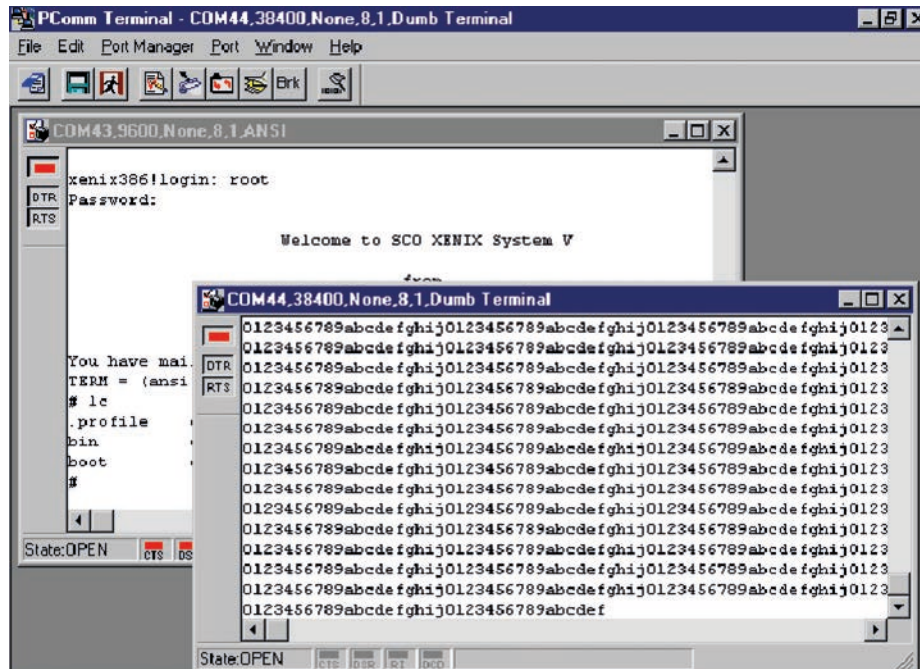 PComm Terminal - COM44,38400,None,8,1,Dumb Terminal
File Edit Port Manager Port Window Help
Brk
COM43,9600,None,8,1,ANSI
DTR
RTS
xenix386!login: root
Password:
Welcome to SCO XENIX System V
from
You have mai
TERM = (ansi
# lc
.profile
bin
boot
#
State:OPEN CTS DS
COM44,38400,None,8,1,Dumb Terminal
DTR
RTS
0123456789abcdefghij0123456789abcdefghij0123456789abcdefghij0123
0123456789abcdefghij0123456789abcdefghij0123456789abcdefghij0123
0123456789abcdefghij0123456789abcdefghij0123456789abcdefghij0123
0123456789abcdefghij0123456789abcdefghij0123456789abcdefghij0123
0123456789abcdefghij0123456789abcdefghij0123456789abcdefghij0123
0123456789abcdefghij0123456789abcdefghij0123456789abcdefghij0123
0123456789abcdefghij0123456789abcdefghij0123456789abcdefghij0123
0123456789abcdefghij0123456789abcdefghij0123456789abcdefghij0123
0123456789abcdefghij0123456789abcdefghij0123456789abcdefghij0123
0123456789abcdefghij0123456789abcdefghij0123456789abcdefghij0123
0123456789abcdefghij0123456789abcdefghij0123456789abcdefghij0123
0123456789abcdefghij0123456789abcdefghij0123456789abcdefghij0123
0123456789abcdefghij0123456789abcdefghij0123456789abcdefghij0123
0123456789abcdefghij0123456789abcdefghij0123456789abcdefghij0123
0123456789abcdefghij0123456789abcdef
State:OPEN CTS DSR RI DCD